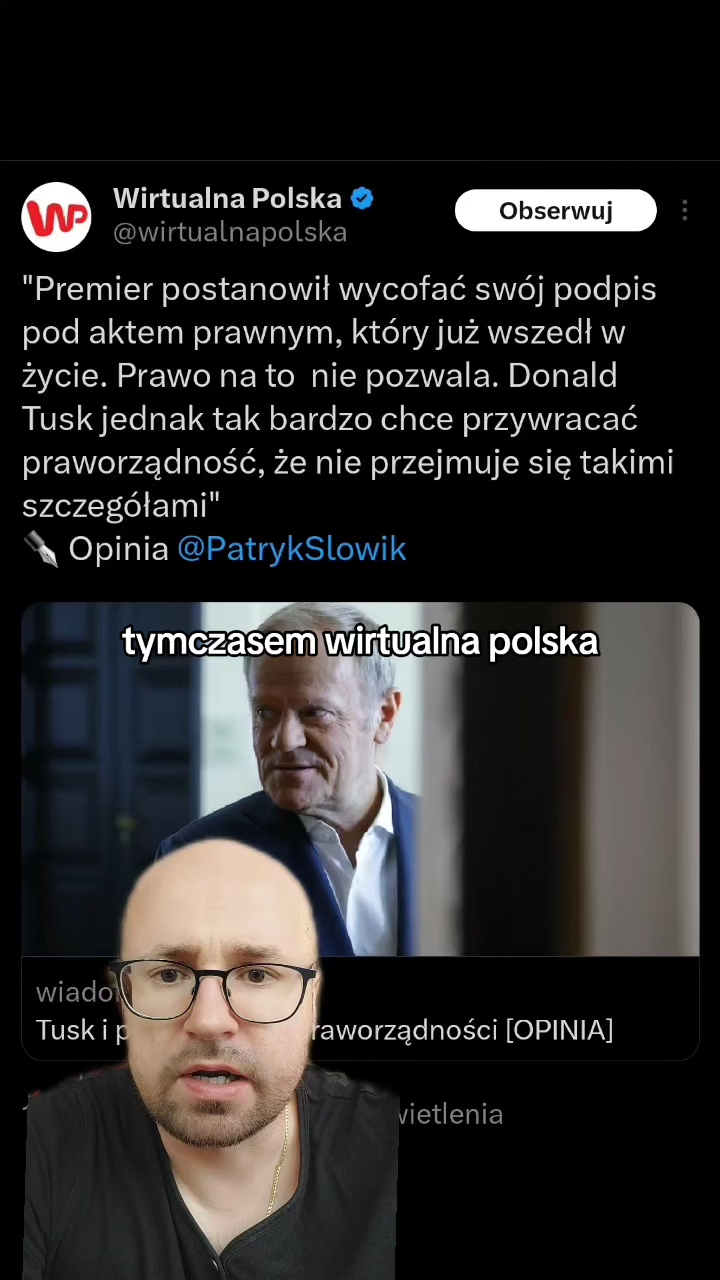 WP
Wirtualna Polska
@wirtualnapolska
Obserwuj
"Premier postanowił wycofać swój podpis
pod aktem prawnym, który już wszedł w
życie. Prawo na to nie pozwala. Donald
Tusk jednak tak bardzo chce przywracać
praworządność, że nie przejmuje się takimi
szczegółami"
Opinia @PatrykSlowik
tymczasem wirtualna polska
Tusk i [OPINIA]